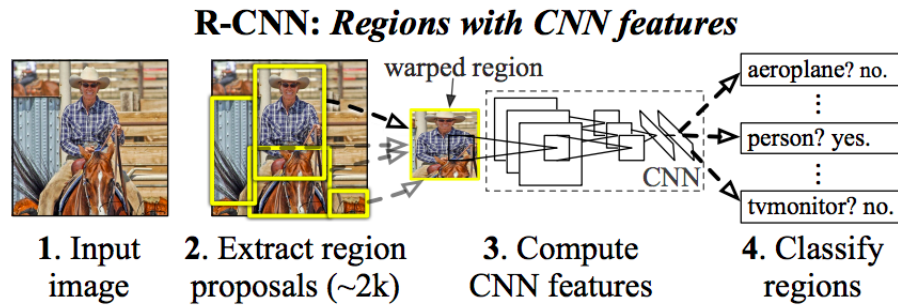 R-CNN: Regions with CNN features
warped region
aeroplane? no.
⋮
person? yes.
⋮
tvmonitor? no.
CNN
1. Input
image
2. Extract region
proposals (~2k)
3. Compute
CNN features
4. Classify
regions